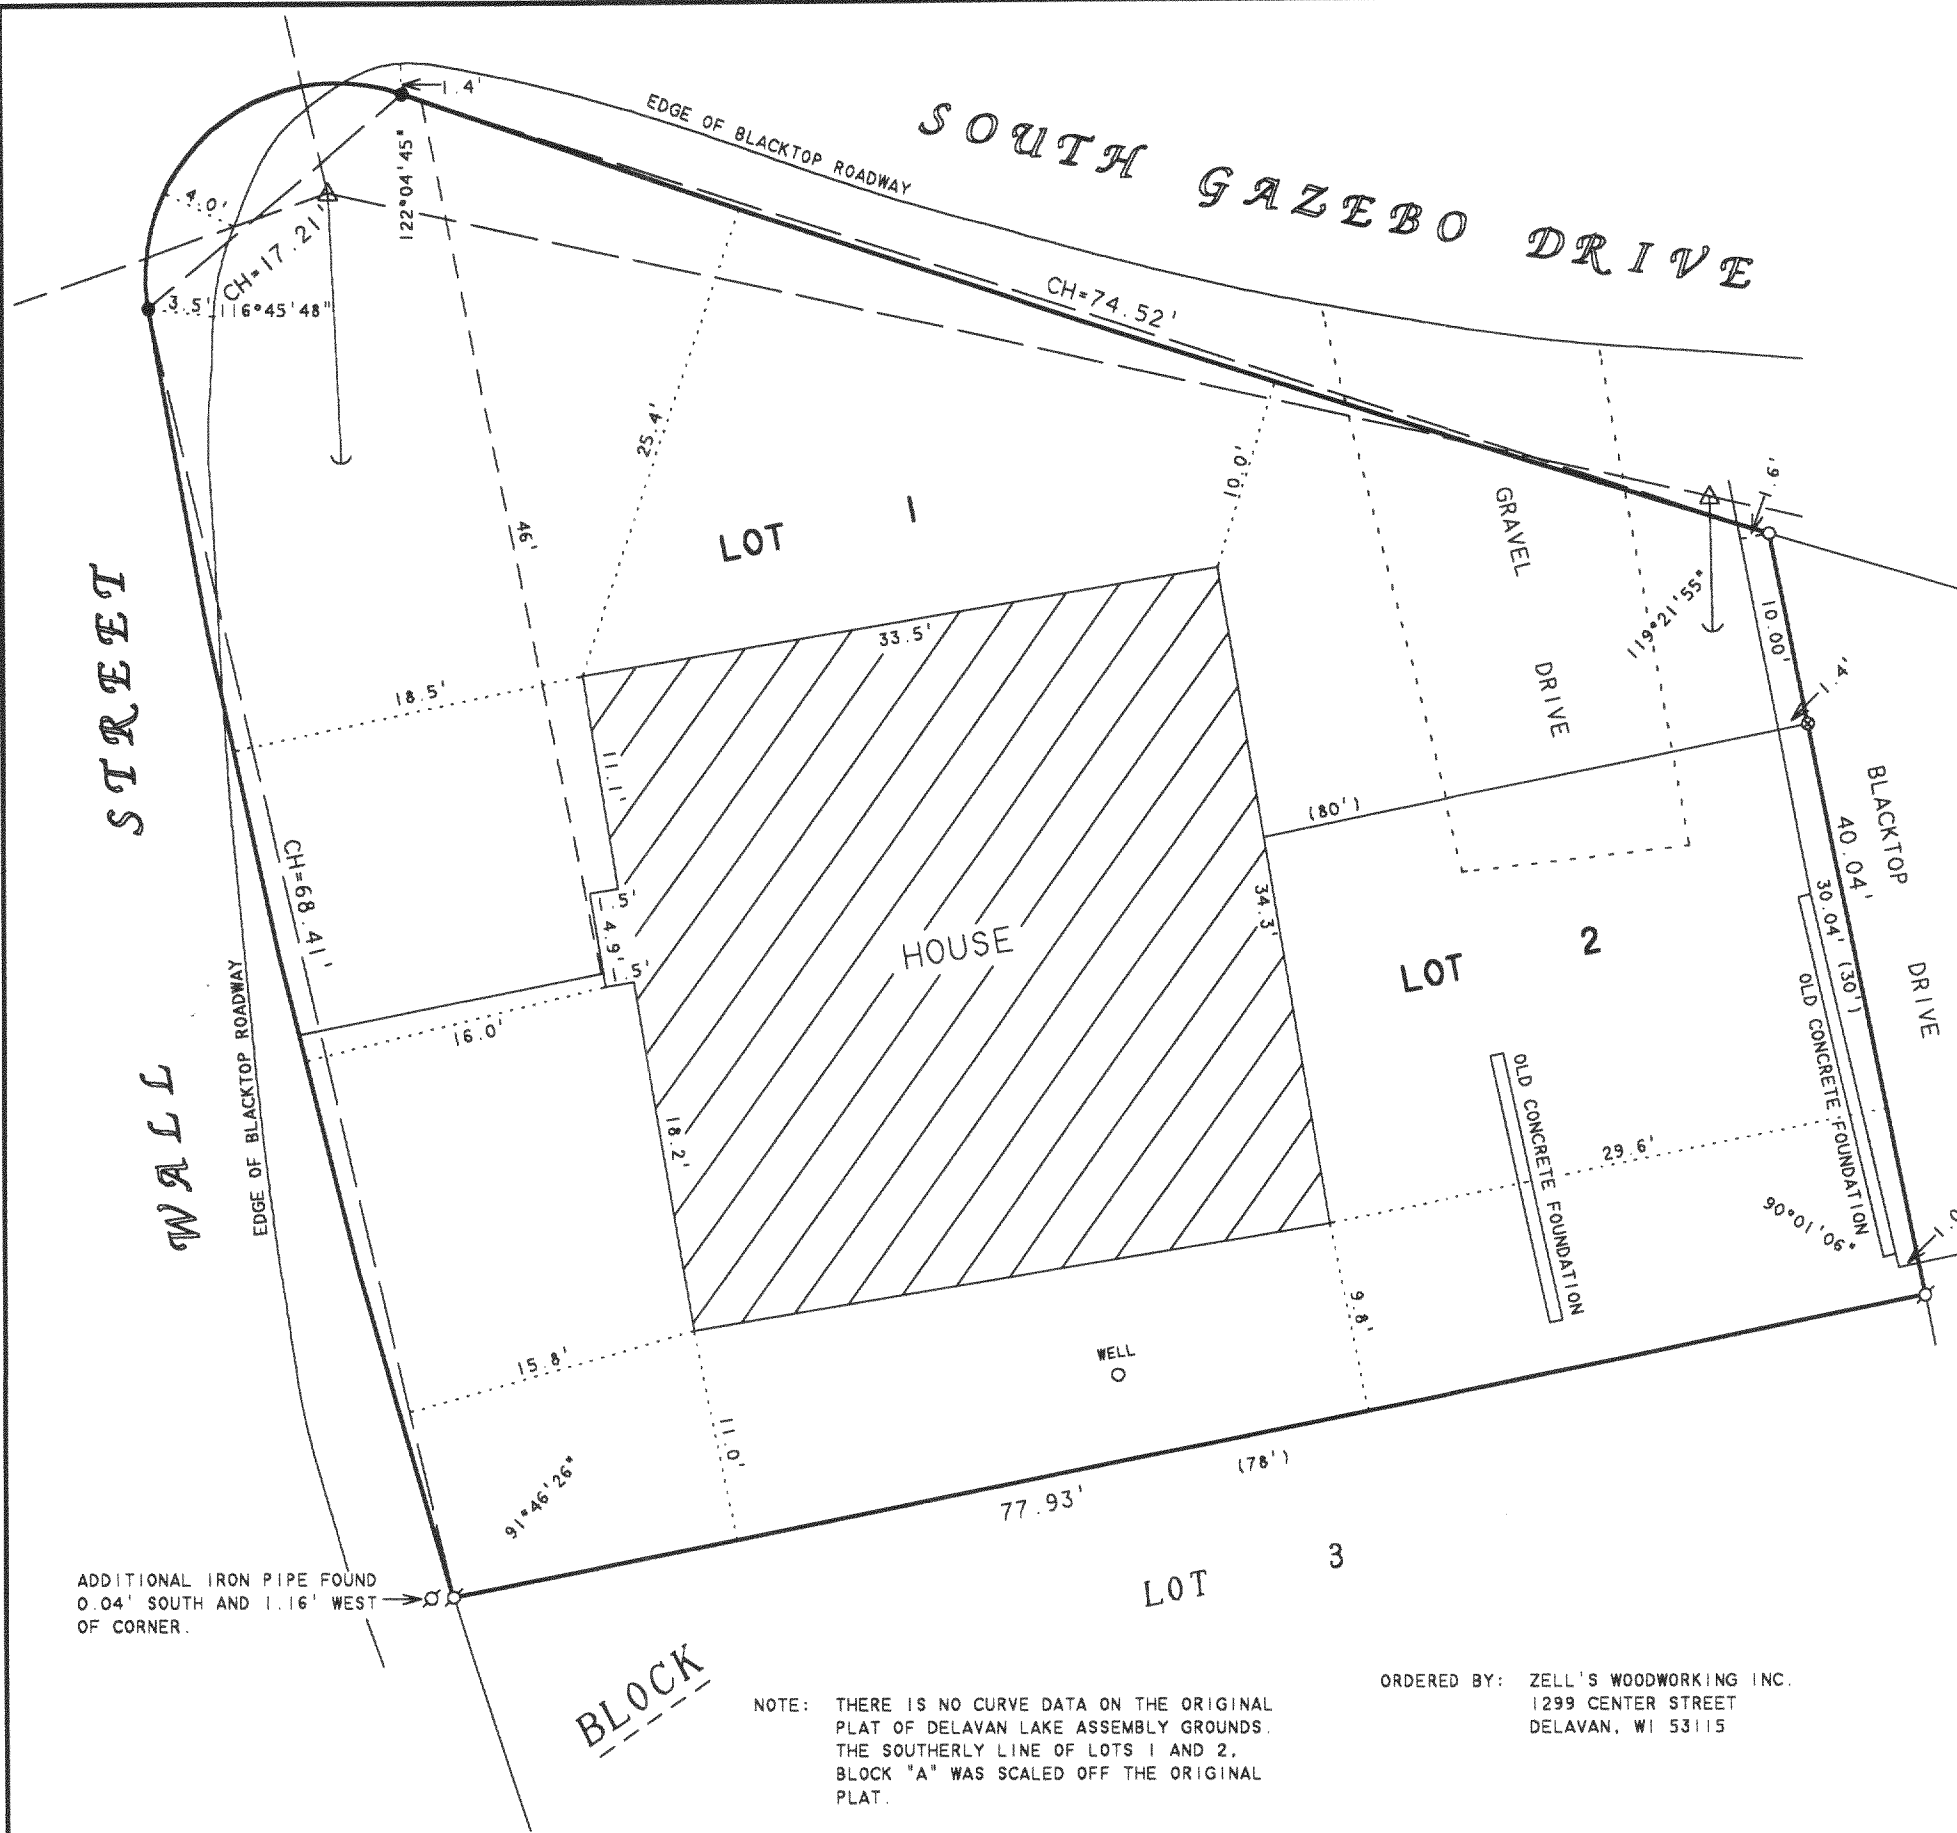 1.4'
EDGE OF BLACKTOP ROADWAY
SOUTH GAZEBO DRIVE
122°04'45"
4.0'
CH=17.21'
3.5'
116°45'48"
CH=74.52'
25.4'
10.0'
46'
LOT 1
GRAVEL DRIVE
.9'
119°21'55"
10.00'
1.4'
33.5'
18.5'
11.1'
(80')
BLACKTOP DRIVE
40.04'
30.04' (30')
WALL STREET
CH=68.41'
EDGE OF BLACKTOP ROADWAY
1.5'
4.9'
1.5'
HOUSE
34.3'
LOT 2
OLD CONCRETE FOUNDATION
OLD CONCRETE FOUNDATION
16.0'
18.2'
29.6'
90°01'06"
15.8'
9.8'
WELL
11.0'
91°46'26"
(78')
77.93'
LOT 3
ADDITIONAL IRON PIPE FOUND
0.04' SOUTH AND 1.16' WEST
OF CORNER.
BLOCK
NOTE: THERE IS NO CURVE DATA ON THE ORIGINAL
PLAT OF DELAVAN LAKE ASSEMBLY GROUNDS.
THE SOUTHERLY LINE OF LOTS 1 AND 2,
BLOCK "A" WAS SCALED OFF THE ORIGINAL
PLAT.
ORDERED BY: ZELL'S WOODWORKING INC.
1299 CENTER STREET
DELAVAN, WI 53115